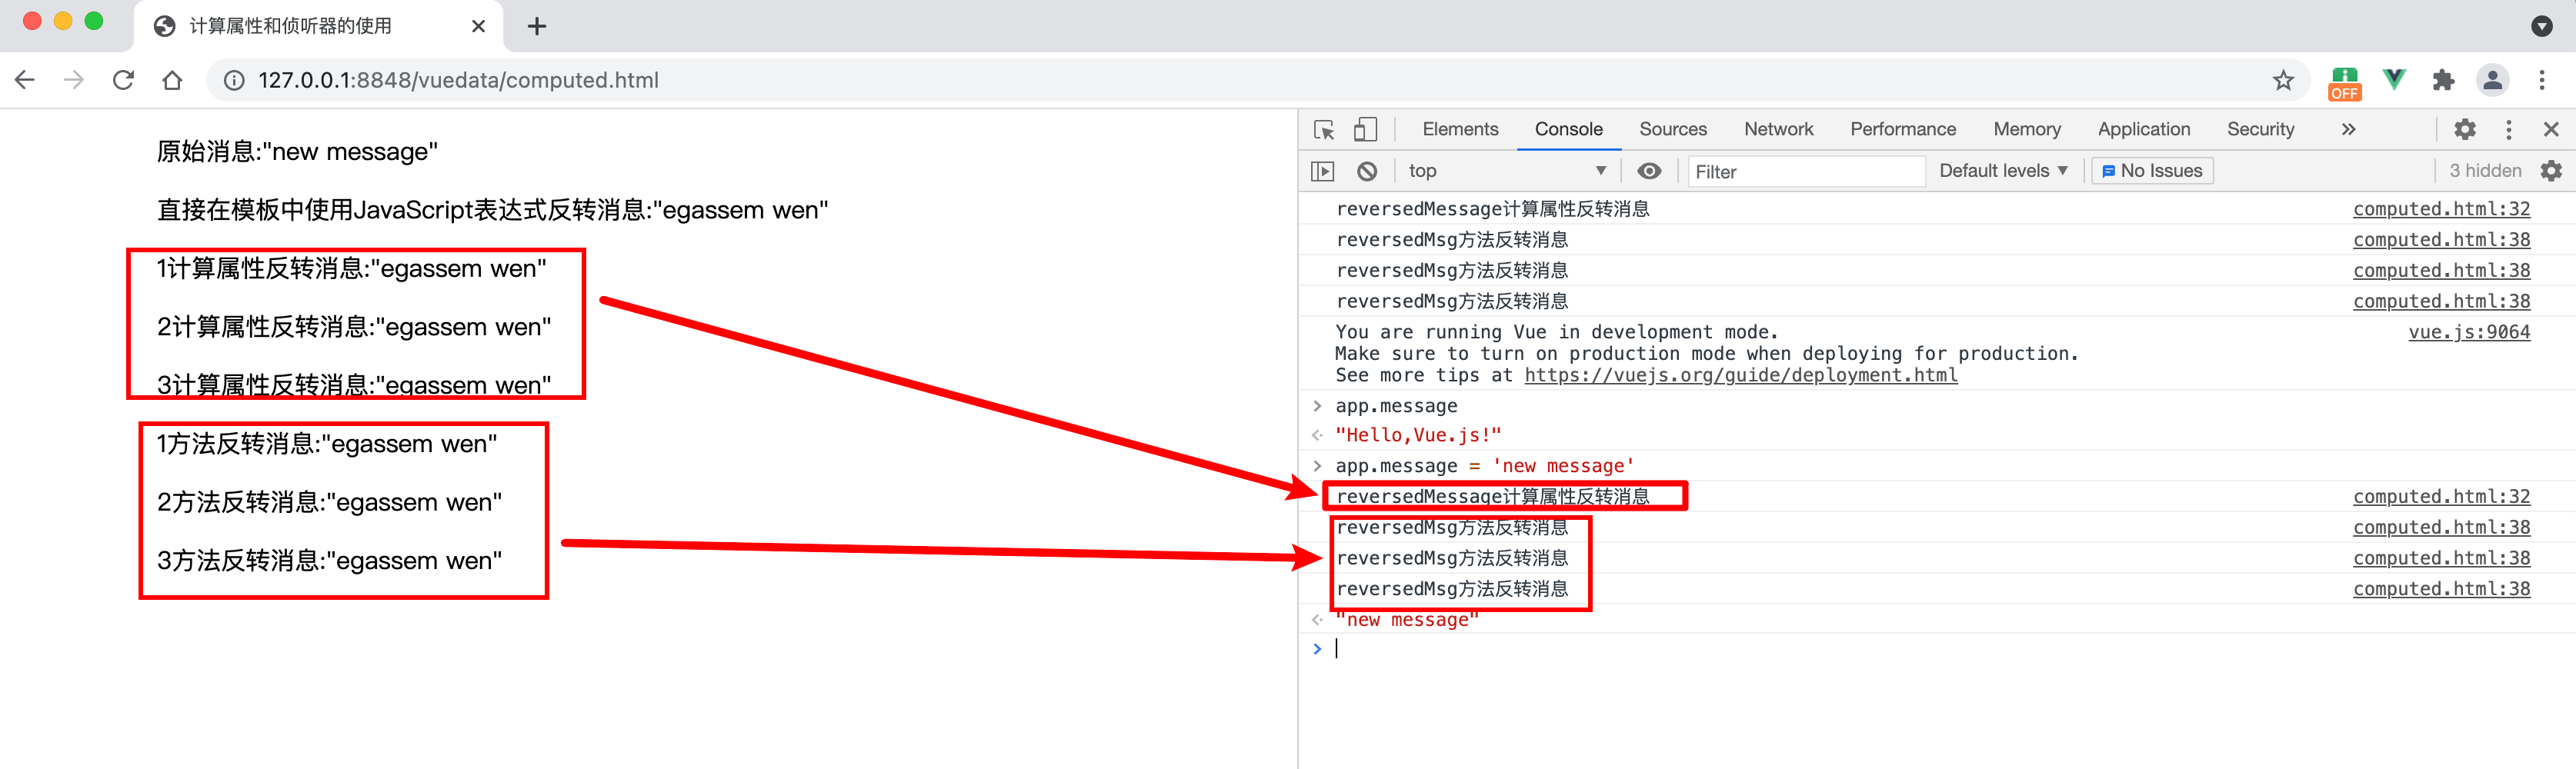 计算属性和侦听器的使用
127.0.0.1:8848/vuedata/computed.html
OFF
原始消息:"new message"
直接在模板中使用JavaScript表达式反转消息:"egassem wen"
1计算属性反转消息:"egassem wen"
2计算属性反转消息:"egassem wen"
3计算属性反转消息:"egassem wen"
1方法反转消息:"egassem wen"
2方法反转消息:"egassem wen"
3方法反转消息:"egassem wen"
Elements Console Sources Network Performance Memory Application Security »
top Filter Default levels No Issues 3 hidden
reversedMessage计算属性反转消息 computed.html:32
reversedMsg方法反转消息 computed.html:38
reversedMsg方法反转消息 computed.html:38
reversedMsg方法反转消息 computed.html:38
You are running Vue in development mode. vue.js:9064
Make sure to turn on production mode when deploying for production.
See more tips at https://vuejs.org/guide/deployment.html
app.message
"Hello,Vue.js!"
app.message = 'new message'
reversedMessage计算属性反转消息 computed.html:32
reversedMsg方法反转消息 computed.html:38
reversedMsg方法反转消息 computed.html:38
reversedMsg方法反转消息 computed.html:38
"new message"